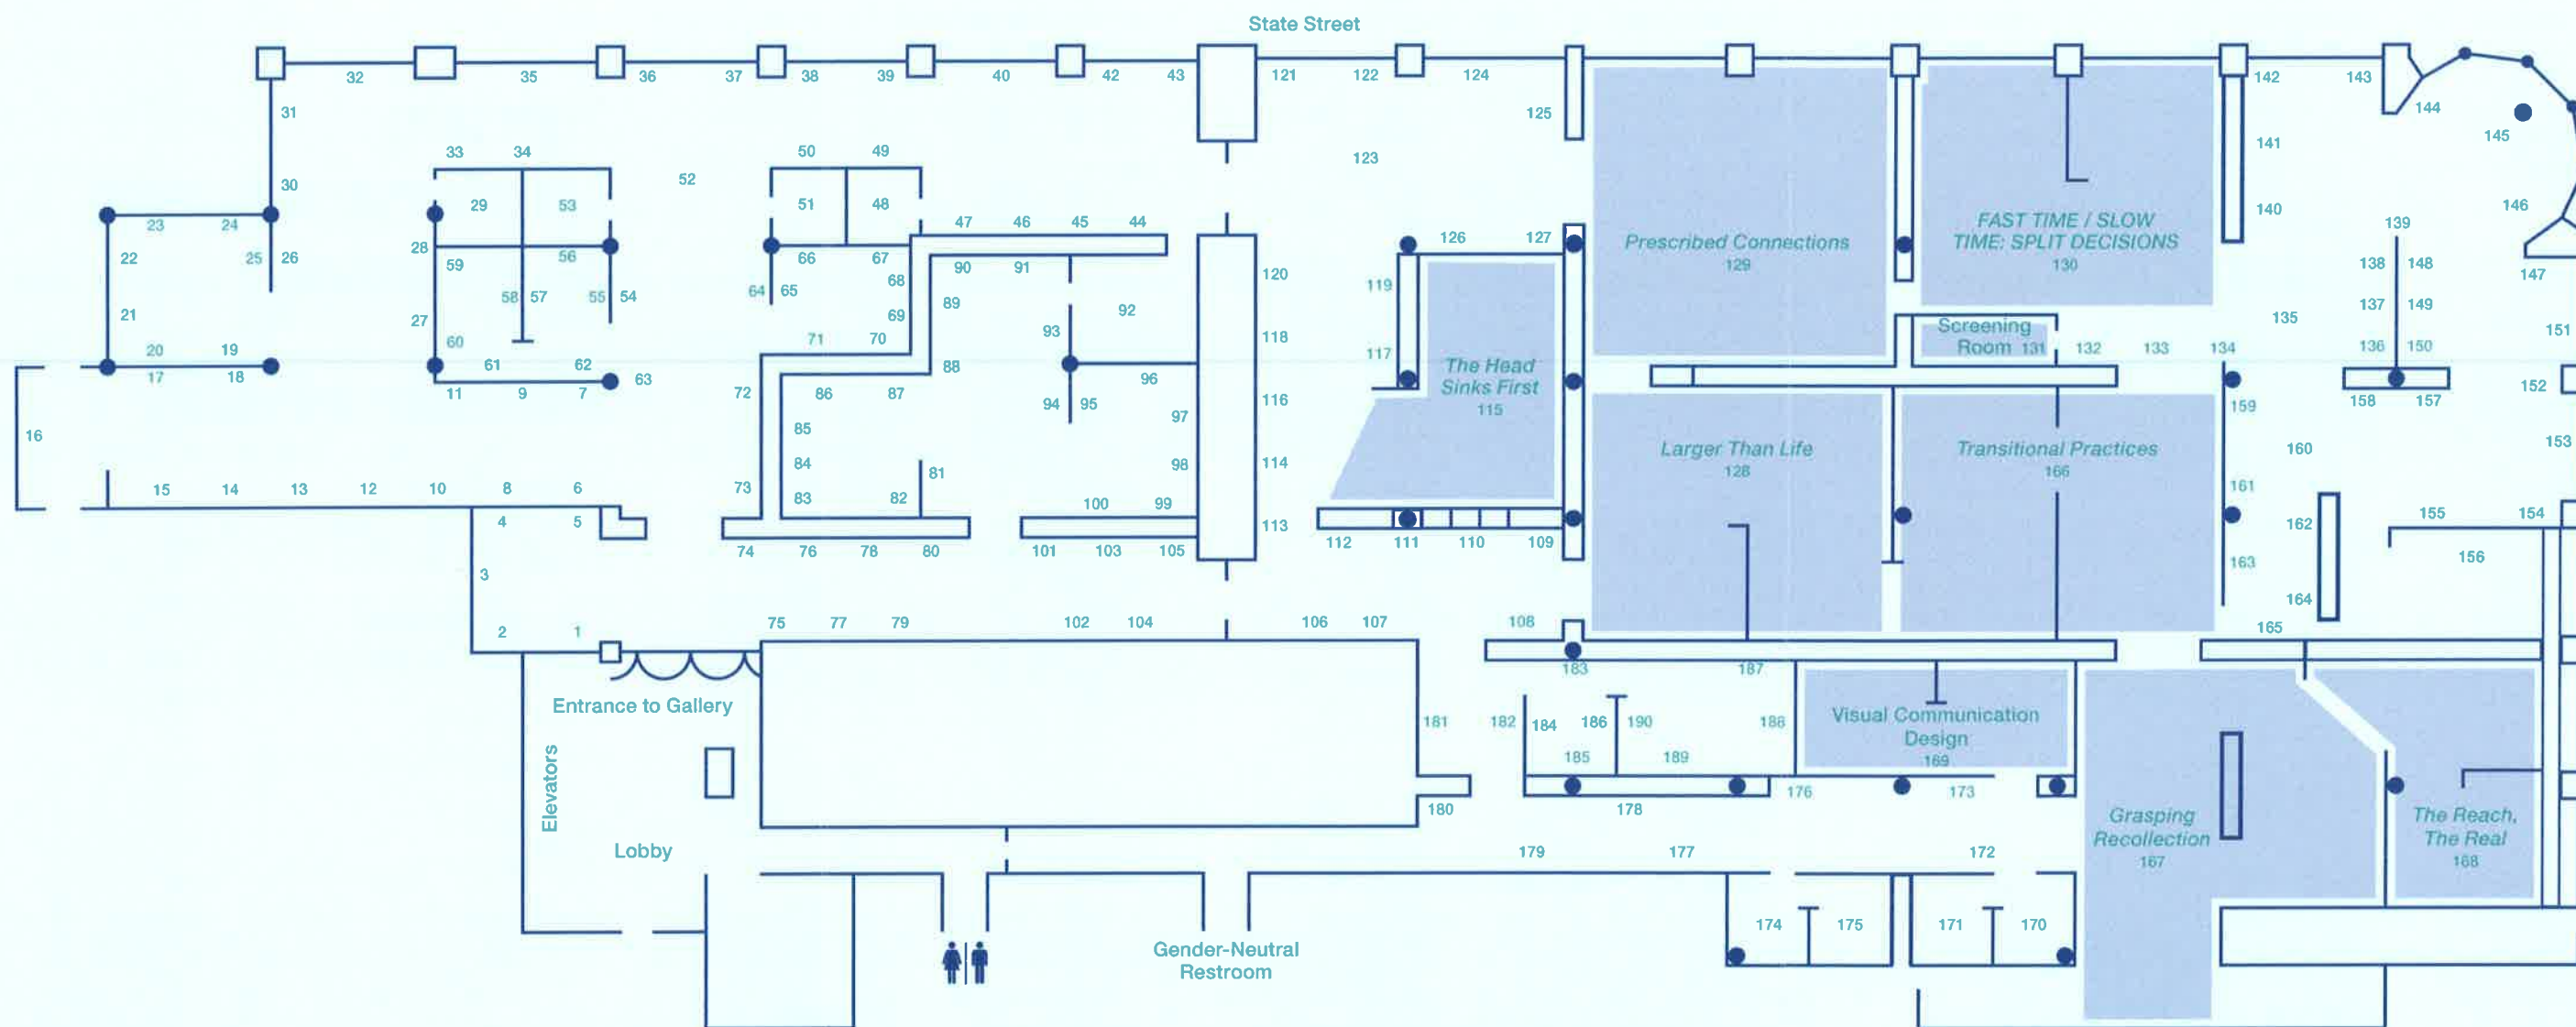 State Street
32 35 36 37 38 39 40 42 43 121 122 124 142 143
31 125 144
145
33 34 50 49 123 141
30 52
29 53 51 48 146
23 24 47 46 45 44 140 139
FAST TIME / SLOW
TIME: SPLIT DECISIONS
130
Prescribed Connections
129
126 127
28 59 56 66 67 90 91
22 25 26 138 148
68 120 147
58 57 55 54 64 65 119
89 92 137 149
21 27 69 93 135 151
60 71 70 118
Screening
Room 131 132 133 134 136 150
20 19 117
17 18 61 62 63 88 96
The Head
Sinks First
115
11 9 7 72 86 87 94 95 97 116 152
158 157 159
16 85 153
Larger Than Life
128
Transitional Practices
166
160
84 98 114
81
15 14 13 12 10 8 6 73 83 82 100 99 161
4 5 113 162 155 154
112 111 110 109
74 76 78 80 101 103 105 156
3 163
164
2 1 75 77 79 102 104 106 107 108 165
183 187
Entrance to Gallery
181 182 184 186 190 188
Visual Communication
Design
169
185 189
Elevators
180 178 176 173
Grasping
Recollection
167
The Reach,
The Real
168
Lobby
179 177 172
174 175 171 170
Gender-Neutral
Restroom